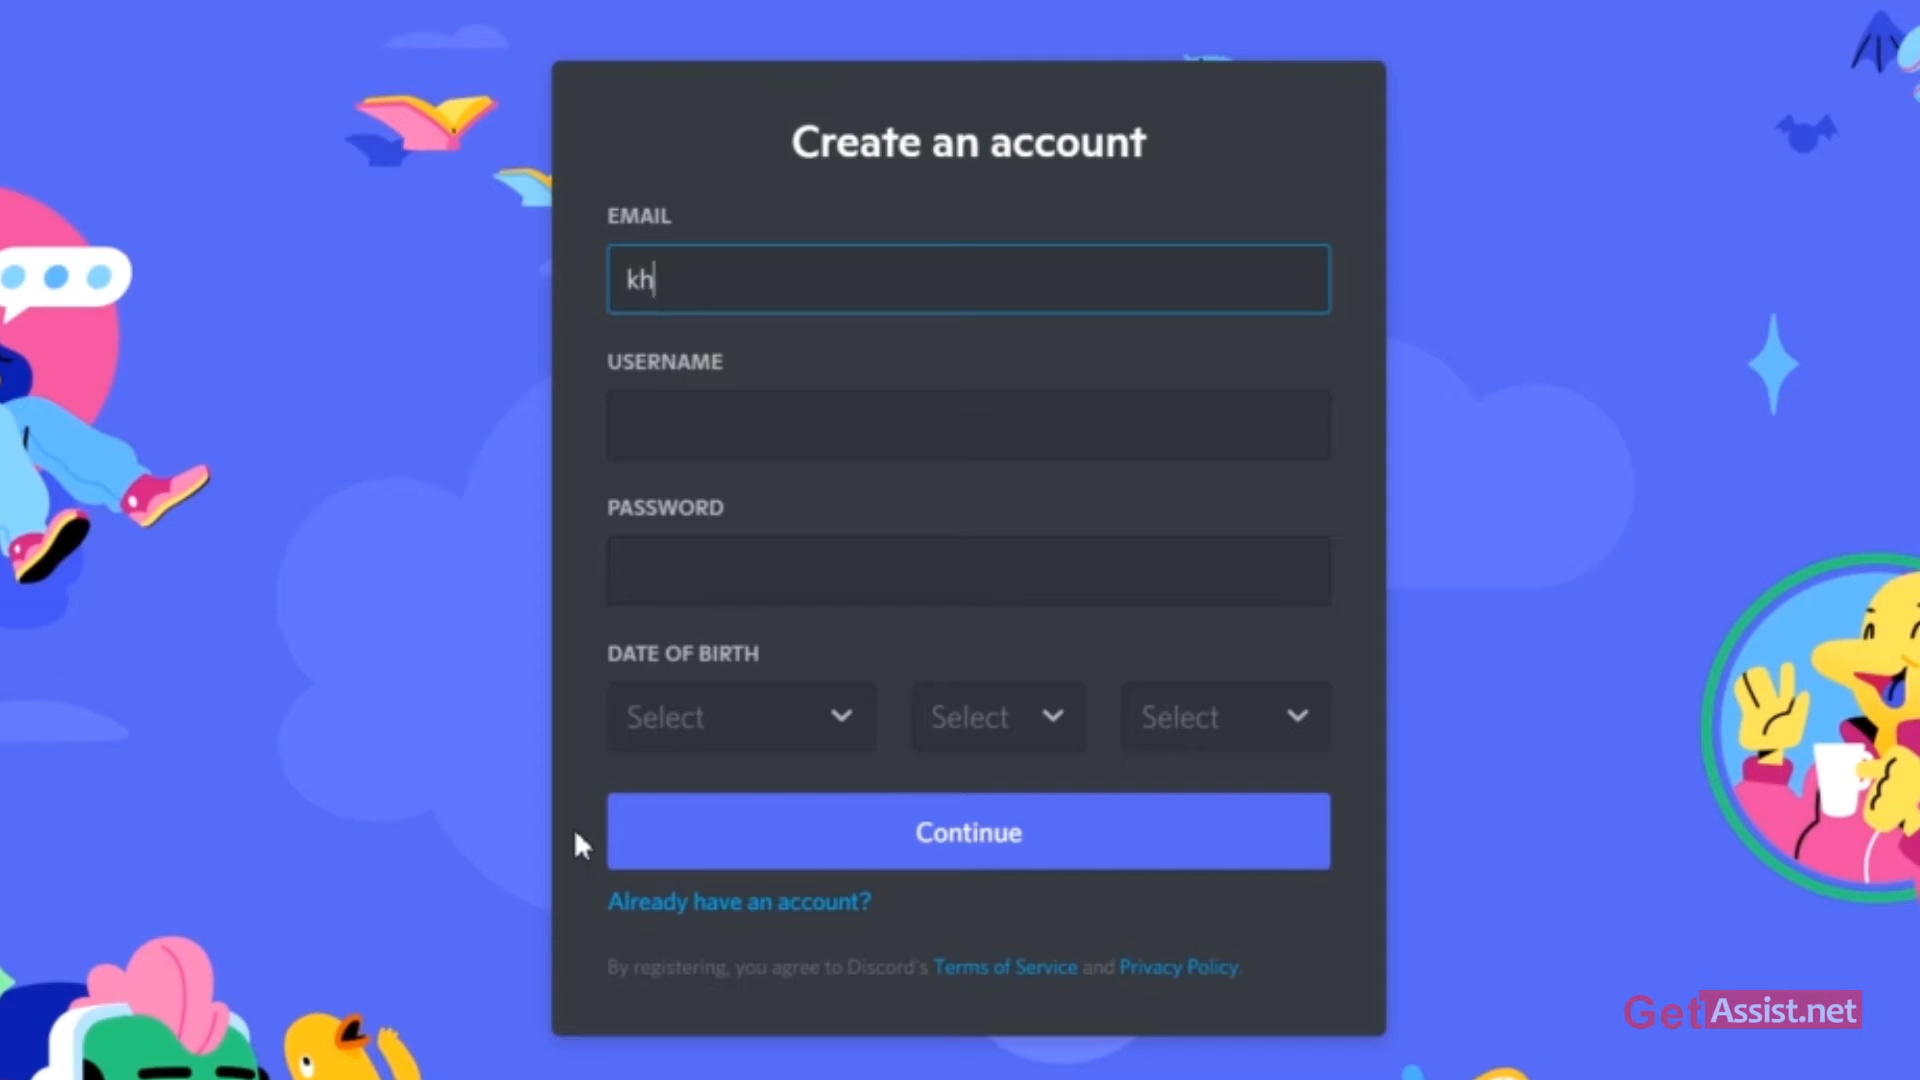 Create an account
EMAIL
kh
USERNAME
PASSWORD
DATE OF BIRTH
Select Select Select
Continue
Already have an account?
By registering, you agree to Discord's Terms of Service and Privacy Policy.
GetAssist.net